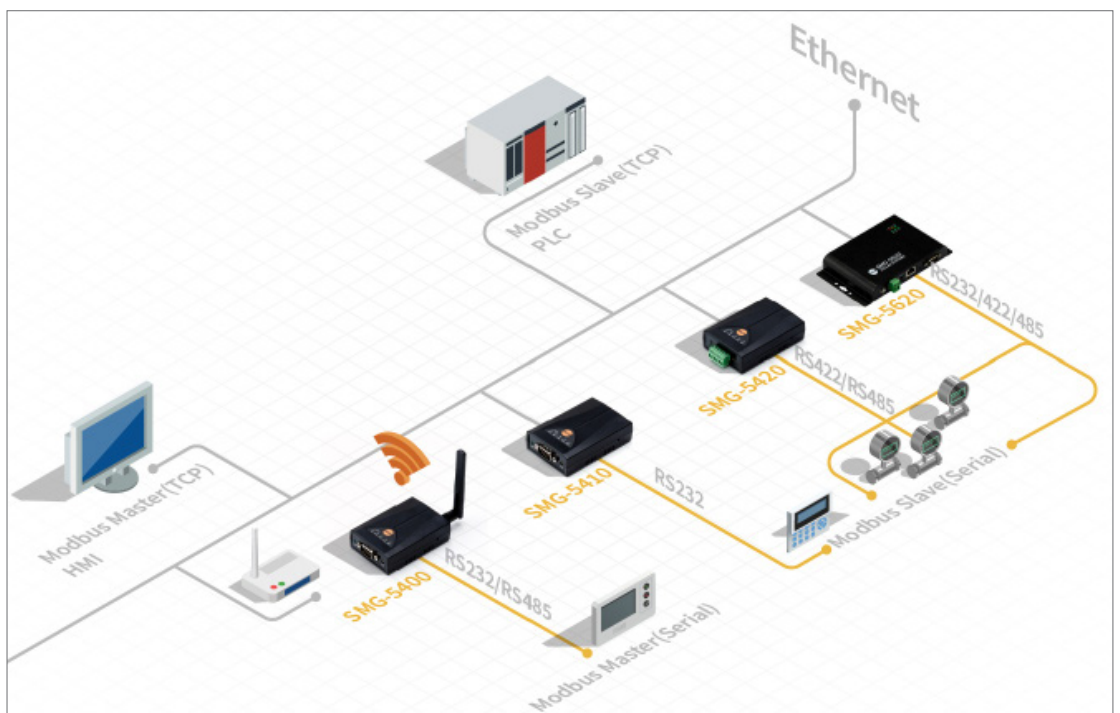 Ethernet
Modbus Slave(TCP)
PLC
RS232/422/485
SMG-5620
RS422/RS485
SMG-5420
RS232
SMG-5410
Modbus Slave(Serial)
Modbus Master(TCP)
HMI
RS232/RS485
SMG-5400
Modbus Master(Serial)